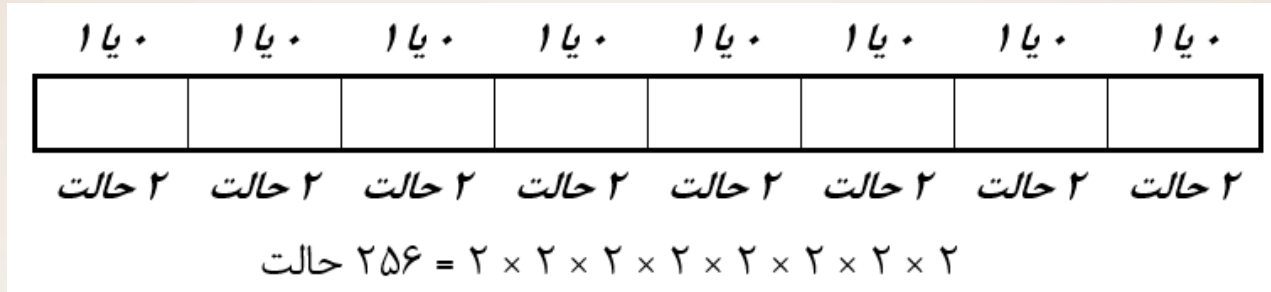 ۰ یا ۱ ۰ یا ۱ ۰ یا ۱ ۰ یا ۱ ۰ یا ۱ ۰ یا ۱ ۰ یا ۱ ۰ یا ۱
۲ حالت ۲ حالت ۲ حالت ۲ حالت ۲ حالت ۲ حالت ۲ حالت ۲ حالت
۲ × ۲ × ۲ × ۲ × ۲ × ۲ × ۲ × ۲ = ۲۵۶ حالت